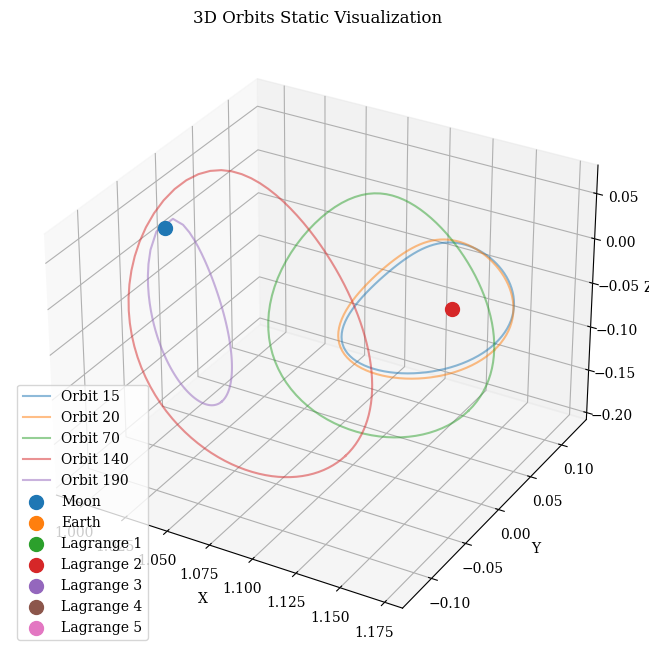 3D Orbits Static Visualization
0.05
0.00
−0.05
−0.10
−0.15
−0.20
0.10
0.05
0.00
−0.05
−0.10
Y
X
1.000
1.050
1.075
1.100
1.125
1.150
1.175
Orbit 15
Orbit 20
Orbit 70
Orbit 140
Orbit 190
Moon
Earth
Lagrange 1
Lagrange 2
Lagrange 3
Lagrange 4
Lagrange 5